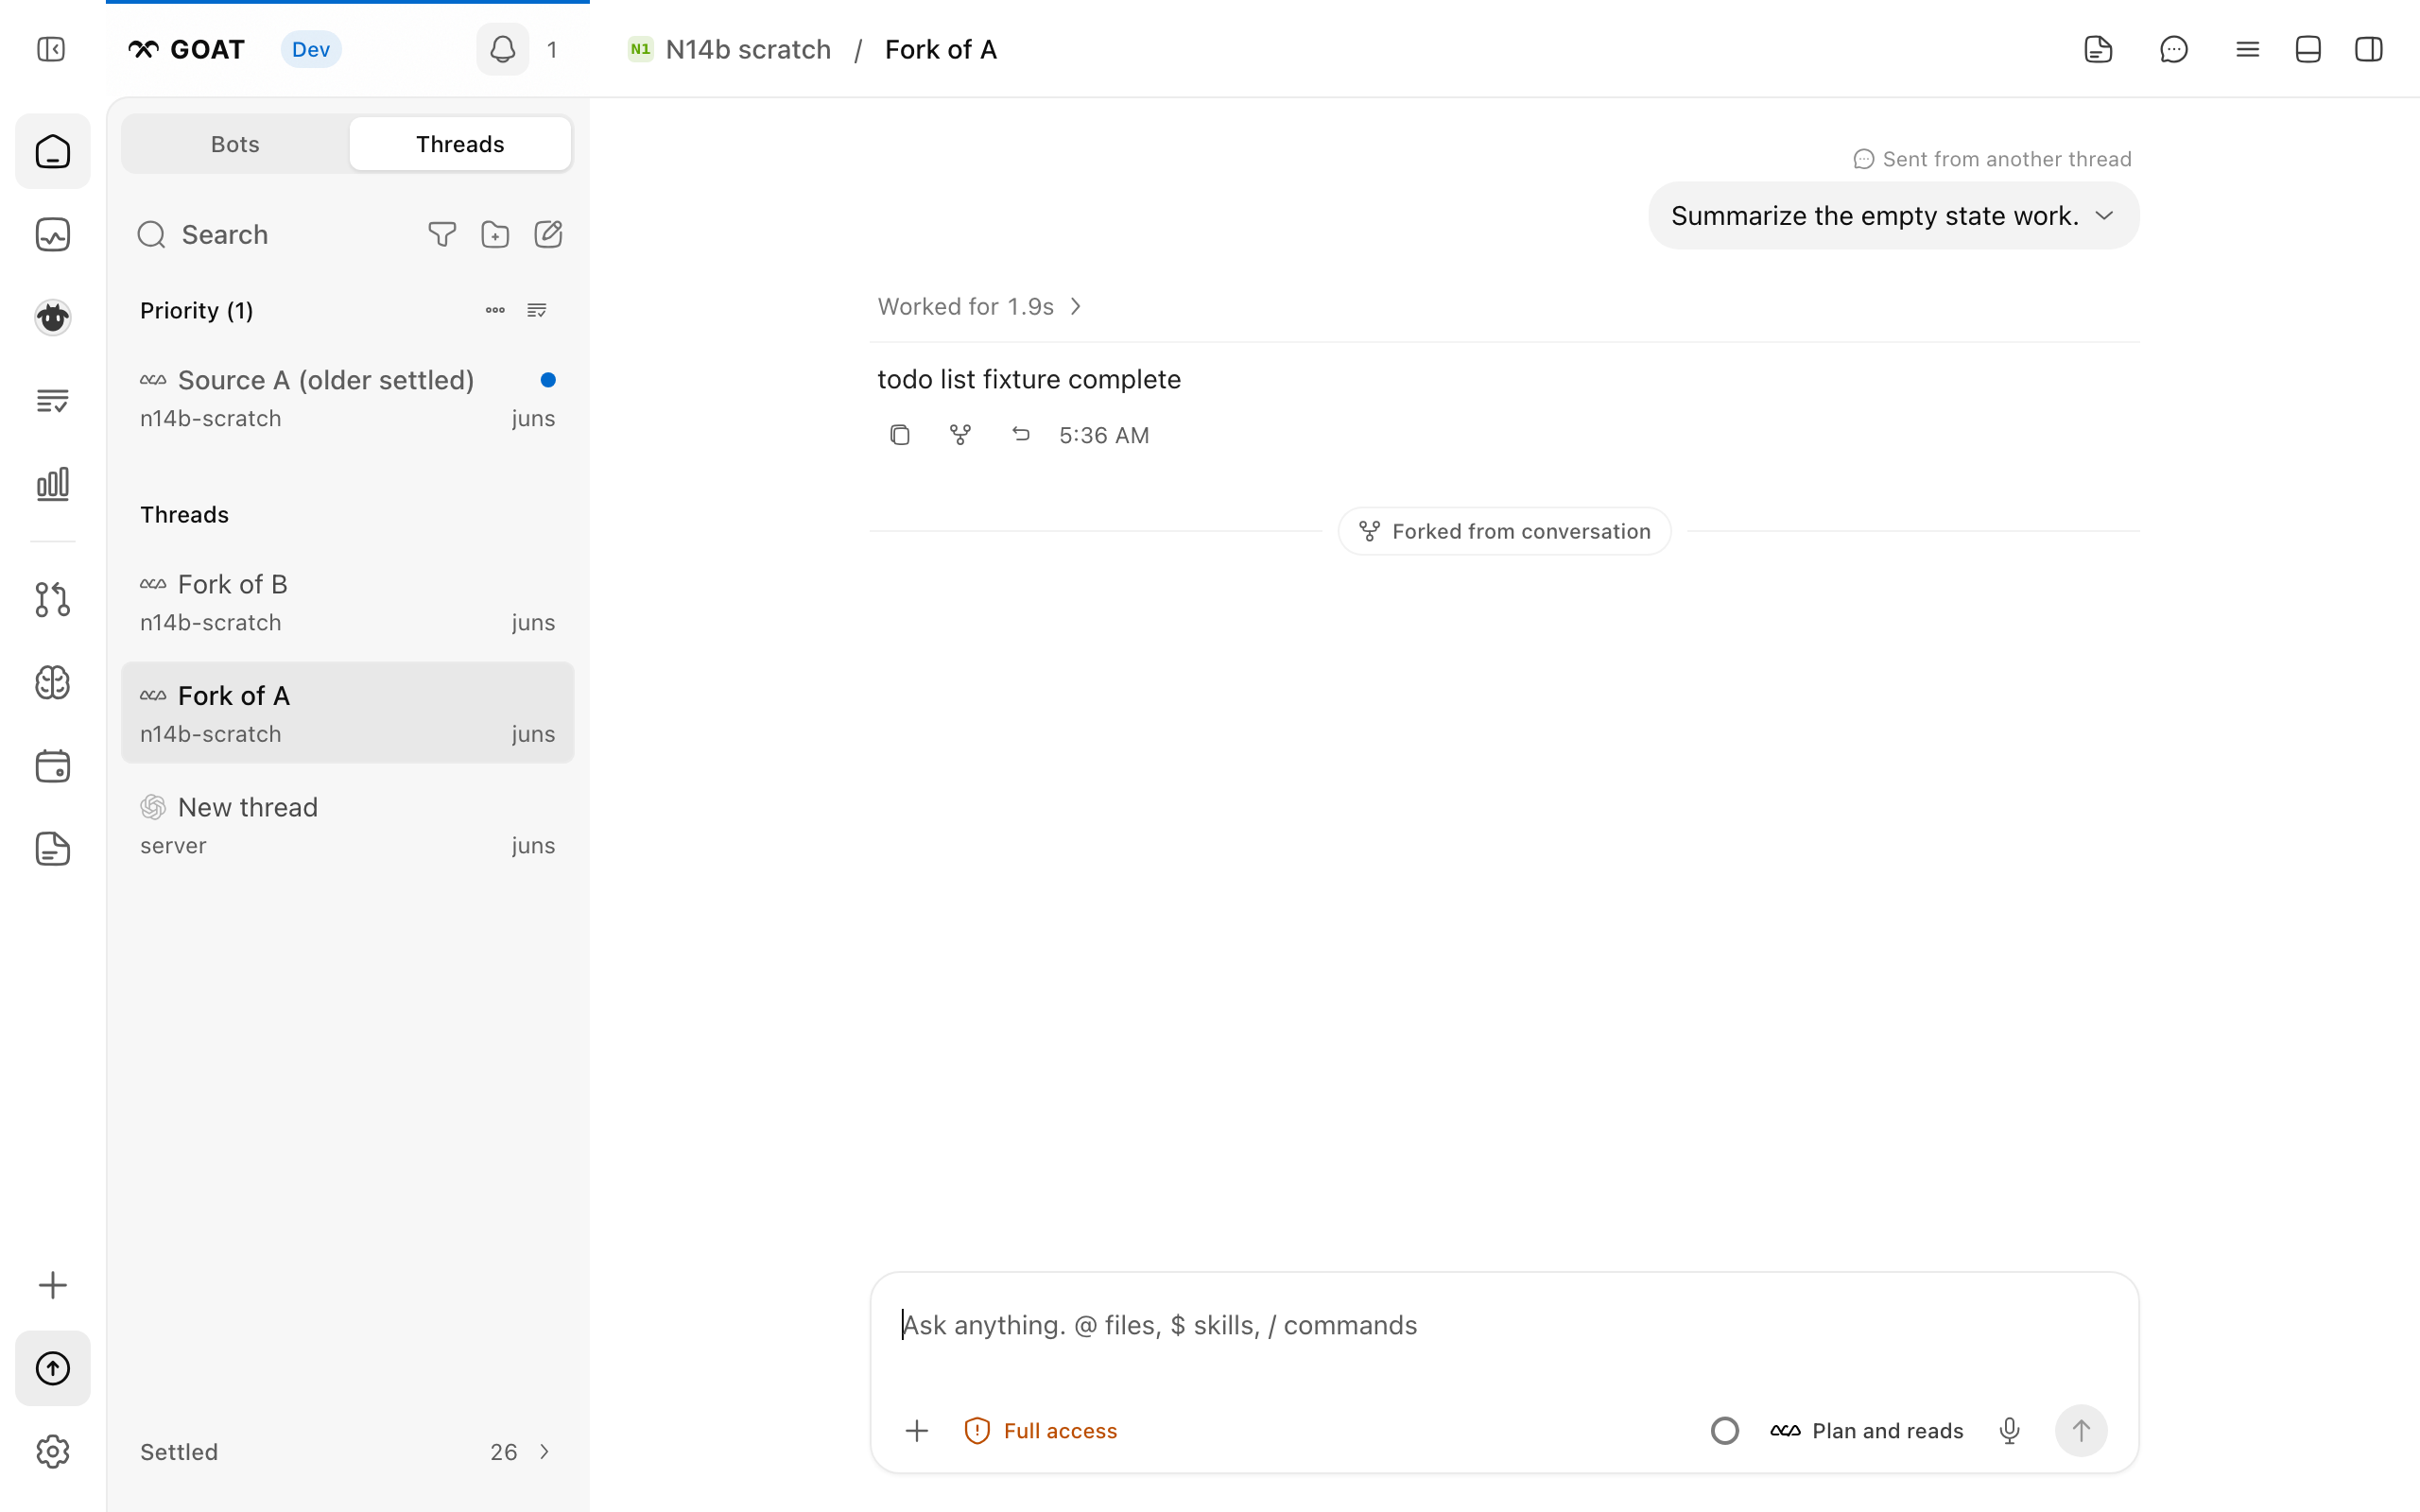 GOAT Dev 1
N1 N14b scratch / Fork of A
Bots Threads
Search
Priority (1)
Source A (older settled)
n14b-scratch juns
Threads
Fork of B
n14b-scratch juns
Fork of A
n14b-scratch juns
New thread
server juns
Settled 26
Sent from another thread
Summarize the empty state work.
Worked for 1.9s
todo list fixture complete
5:36 AM
Forked from conversation
Ask anything. @ files, $ skills, / commands
Full access Plan and reads